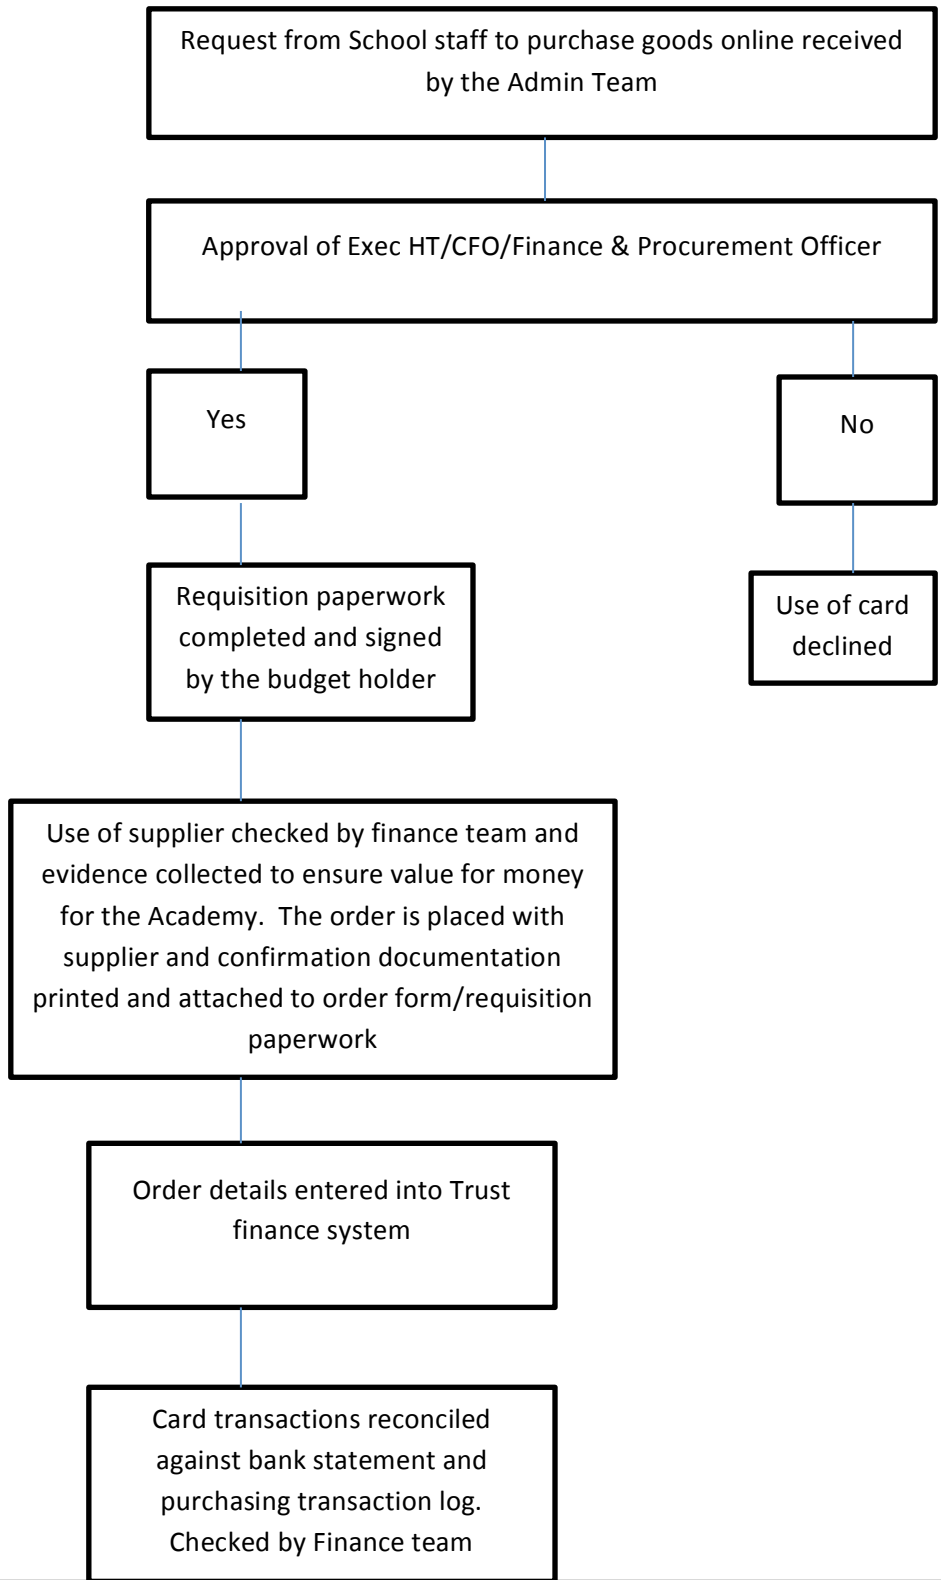 Request from School staff to purchase goods online received
by the Admin Team
Approval of Exec HT/CFO/Finance & Procurement Officer
Yes
No
Requisition paperwork
completed and signed
by the budget holder
Use of card
declined
Use of supplier checked by finance team and
evidence collected to ensure value for money
for the Academy.  The order is placed with
supplier and confirmation documentation
printed and attached to order form/requisition
paperwork
Order details entered into Trust
finance system
Card transactions reconciled
against bank statement and
purchasing transaction log.
Checked by Finance team